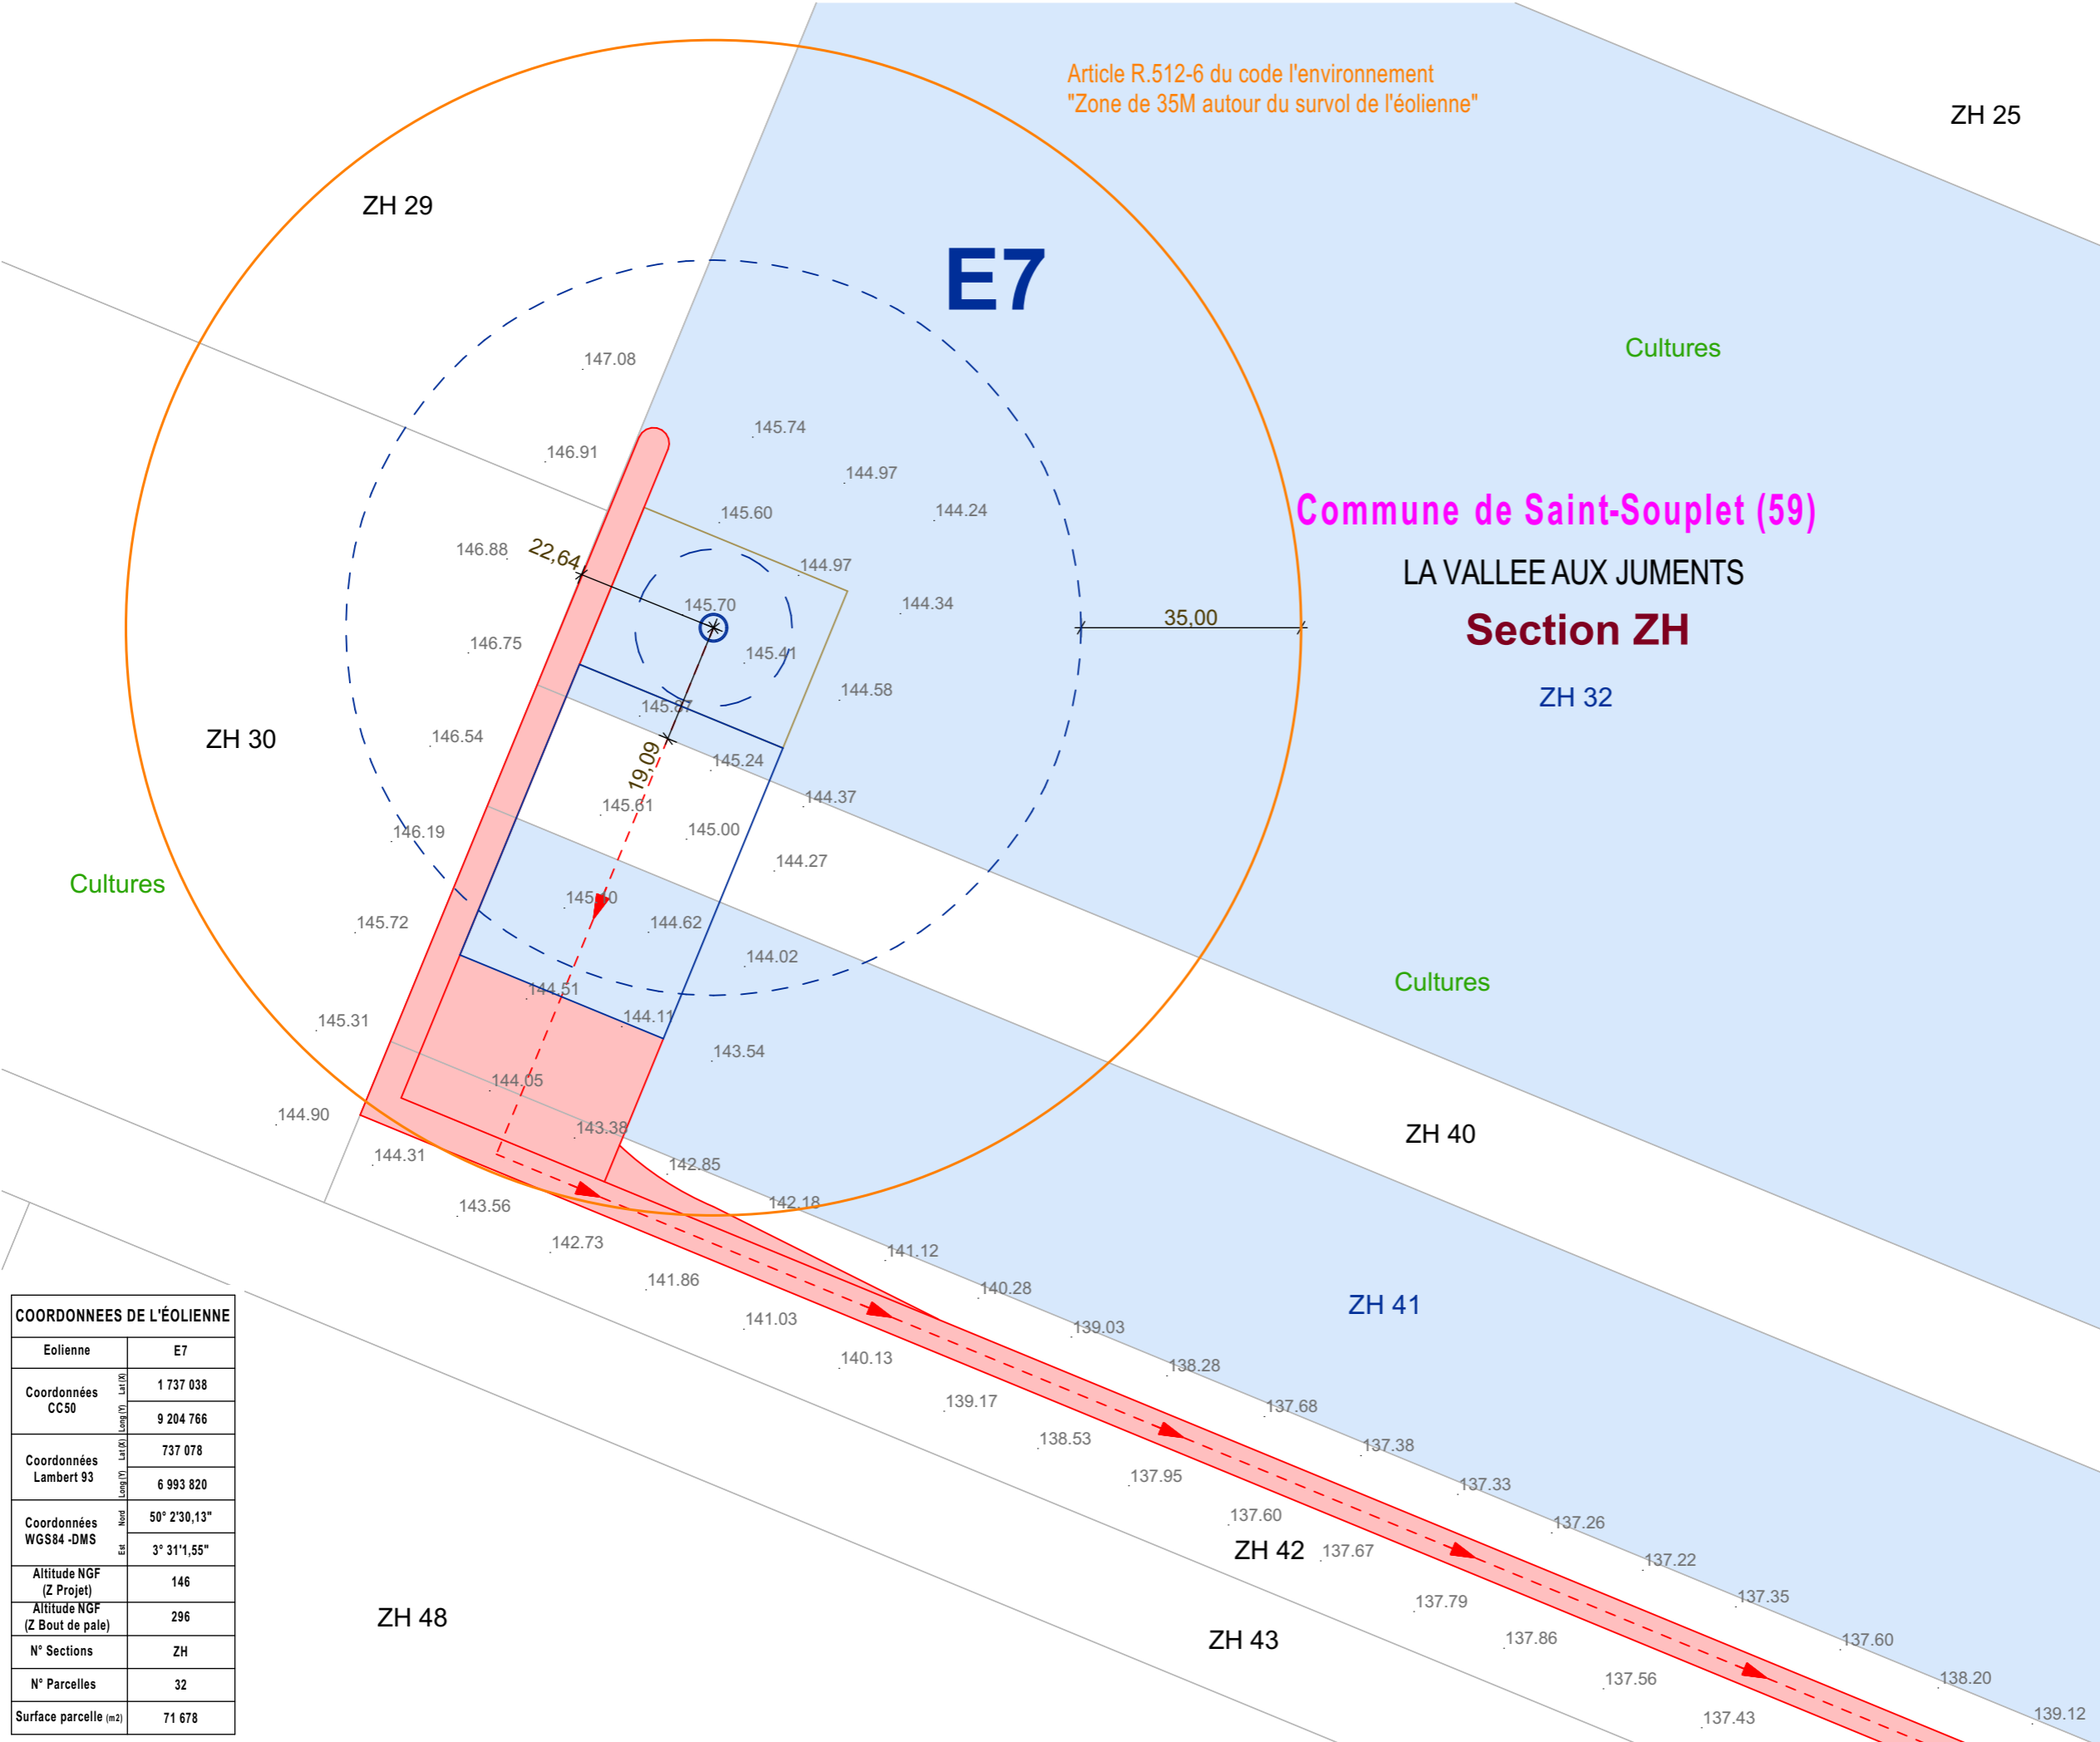 Article R.512-6 du code l'environnement
"Zone de 35M autour du survol de l'éolienne"
ZH 25
ZH 29
E7
Cultures
147.08
145.74
146.91
144.97
145.60
144.24
Commune de Saint-Souplet (59)
146.88
22,64
144.97
LA VALLEE AUX JUMENTS
145.70
144.34
35,00
Section ZH
146.75
145.41
144.58
ZH 32
145.87
ZH 30
146.54
19,09
145.24
145.61
144.37
146.19
145.00
144.27
Cultures
145.40
145.72
144.62
144.02
Cultures
144.51
145.31
144.11
143.54
144.05
144.90
143.38
ZH 40
144.31
142.85
143.56
142.18
142.73
141.12
141.86
140.28
ZH 41
141.03
139.03
140.13
138.28
139.17
137.68
138.53
137.38
137.95
137.33
137.60
137.26
ZH 42
137.67
137.22
137.79
137.35
ZH 48
ZH 43
137.86
137.60
137.56
138.20
137.43
139.12
COORDONNEES DE L'ÉOLIENNE
Eolienne E7
Coordonnées CC50
Lat (X) 1 737 038
Long (Y) 9 204 766
Coordonnées Lambert 93
Lat (X) 737 078
Long (Y) 6 993 820
Coordonnées WGS84 -DMS
Nord 50° 2'30,13"
Est 3° 31'1,55"
Altitude NGF
(Z Projet) 146
Altitude NGF
(Z Bout de pale) 296
N° Sections ZH
N° Parcelles 32
Surface parcelle (m2) 71 678